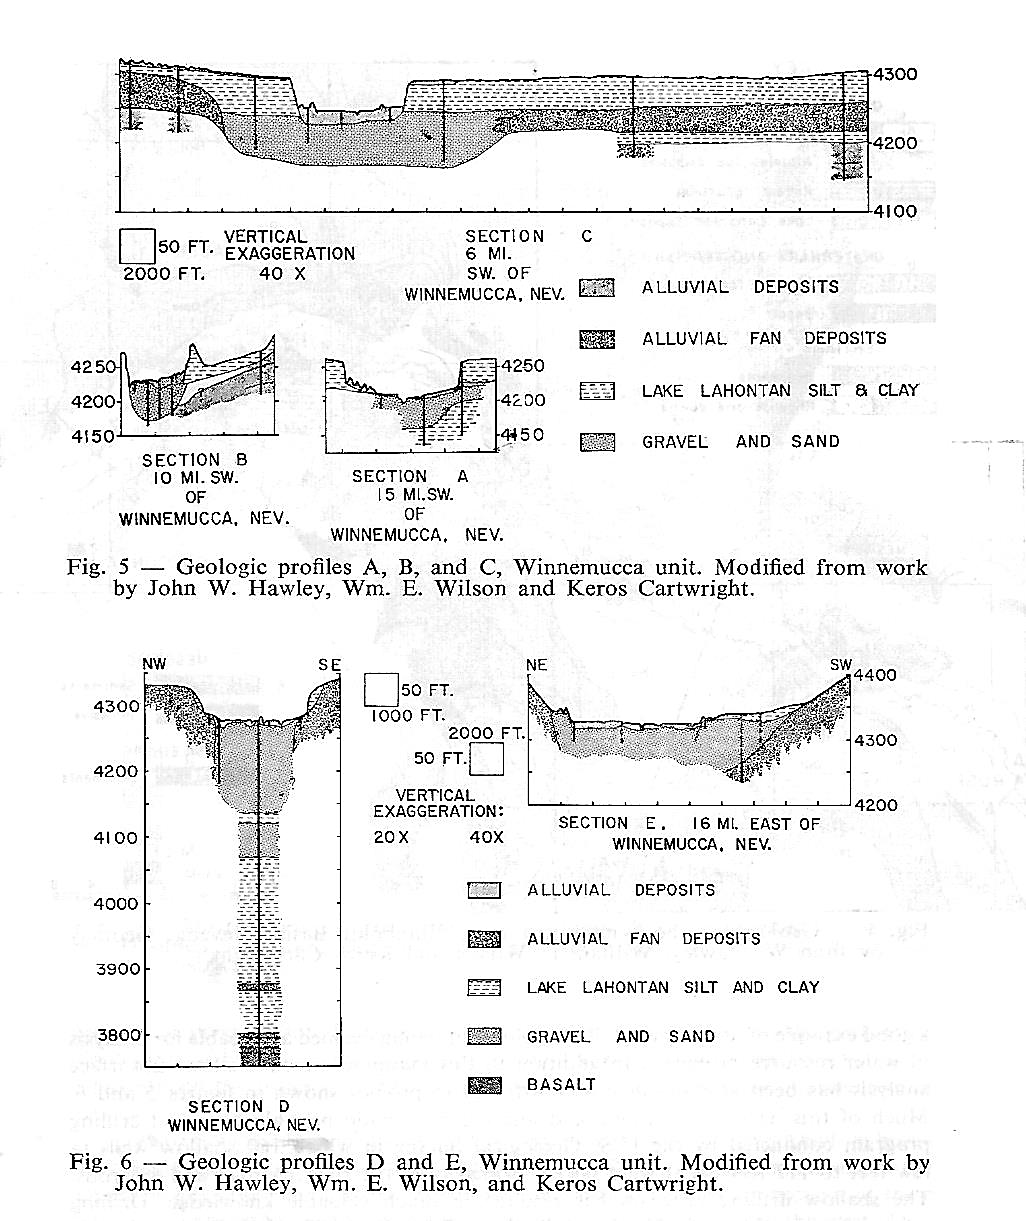 4300
4200
4100
50 FT.
2000 FT.
VERTICAL
EXAGGERATION
40 X
SECTION C
6 MI.
SW. OF
WINNEMUCCA, NEV.
ALLUVIAL DEPOSITS
ALLUVIAL FAN DEPOSITS
LAKE LAHONTAN SILT & CLAY
GRAVEL AND SAND
4250
4200
4150
SECTION B
10 MI. SW.
OF
WINNEMUCCA, NEV.
4250
4200
4150
SECTION A
15 MI.SW.
OF
WINNEMUCCA, NEV.
Fig. 5 — Geologic profiles A, B, and C, Winnemucca unit. Modified from work
by John W. Hawley, Wm. E. Wilson and Keros Cartwright.
NW SE
4300
4200
4100
4000
3900
3800
SECTION D
WINNEMUCCA, NEV.
50 FT.
1000 FT.
2000 FT.
50 FT.
VERTICAL
EXAGGERATION:
20X 40X
NE SW
4400
4300
4200
SECTION E, 16 MI. EAST OF
WINNEMUCCA, NEV.
ALLUVIAL DEPOSITS
ALLUVIAL FAN DEPOSITS
LAKE LAHONTAN SILT AND CLAY
GRAVEL AND SAND
BASALT
Fig. 6 — Geologic profiles D and E, Winnemucca unit. Modified from work by
John W. Hawley, Wm. E. Wilson, and Keros Cartwright.